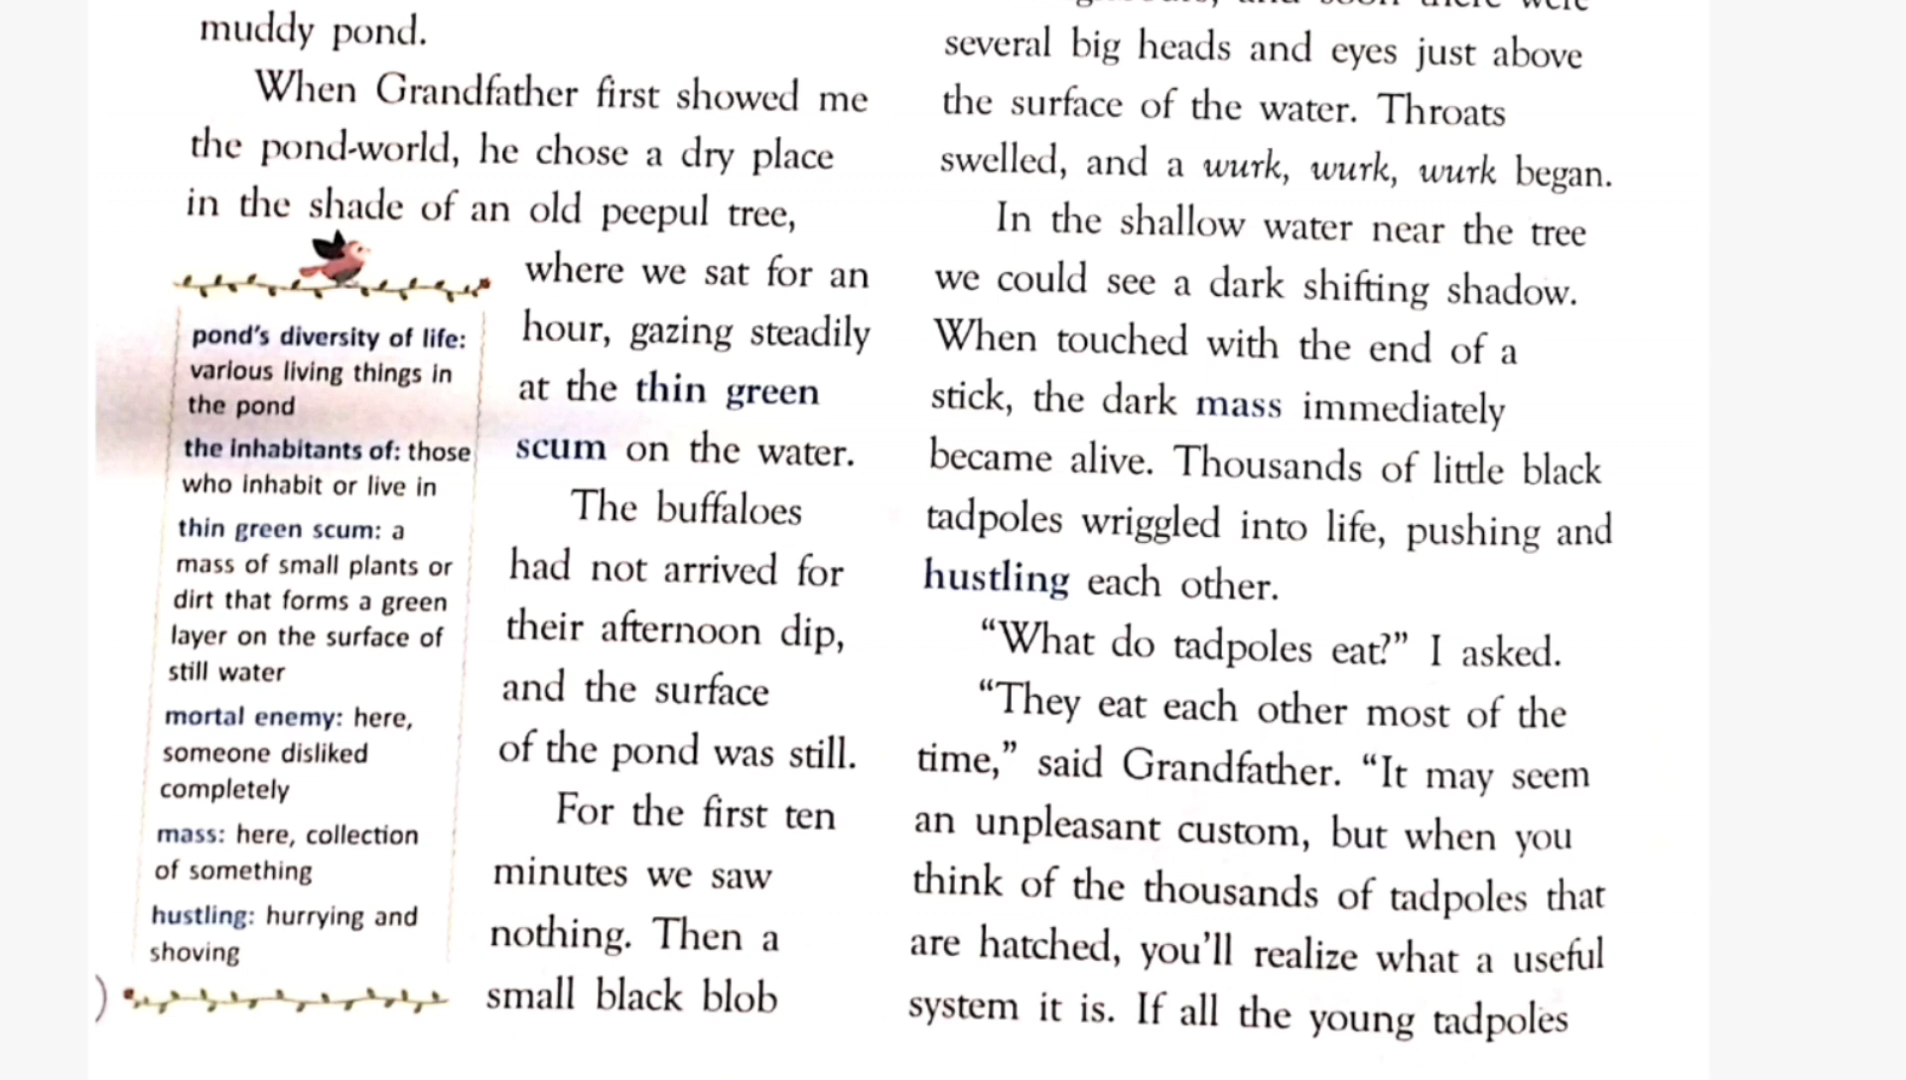 muddy pond.
When Grandfather first showed me
the pond-world, he chose a dry place
in the shade of an old peepul tree,
where we sat for an
hour, gazing steadily
at the thin green
scum on the water.
The buffaloes
had not arrived for
their afternoon dip,
and the surface
of the pond was still.
For the first ten
minutes we saw
nothing. Then a
small black blob
pond's diversity of life:
various living things in
the pond
the inhabitants of: those
who inhabit or live in
thin green scum: a
mass of small plants or
dirt that forms a green
layer on the surface of
still water
mortal enemy: here,
someone disliked
completely
mass: here, collection
of something
hustling: hurrying and
shoving
)
soon there were
several big heads and eyes just above
the surface of the water. Throats
swelled, and a wurk, wurk, wurk began.
In the shallow water near the tree
we could see a dark shifting shadow.
When touched with the end of a
stick, the dark mass immediately
became alive. Thousands of little black
tadpoles wriggled into life, pushing and
hustling each other.
“What do tadpoles eat?” I asked.
“They eat each other most of the
time,” said Grandfather. “It may seem
an unpleasant custom, but when you
think of the thousands of tadpoles that
are hatched, you'll realize what a useful
system it is. If all the young tadpoles